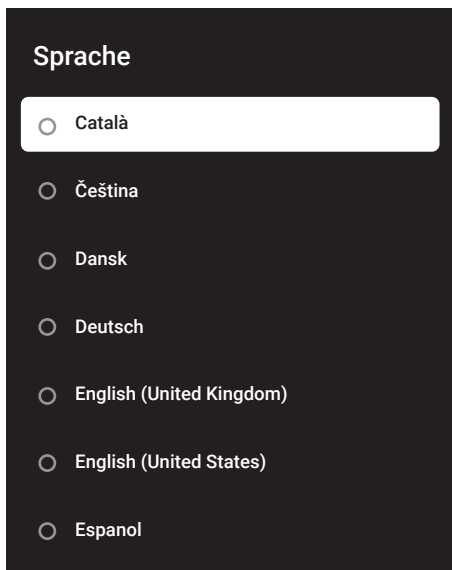 Sprache
Català
Čeština
Dansk
Deutsch
English (United Kingdom)
English (United States)
Espanol